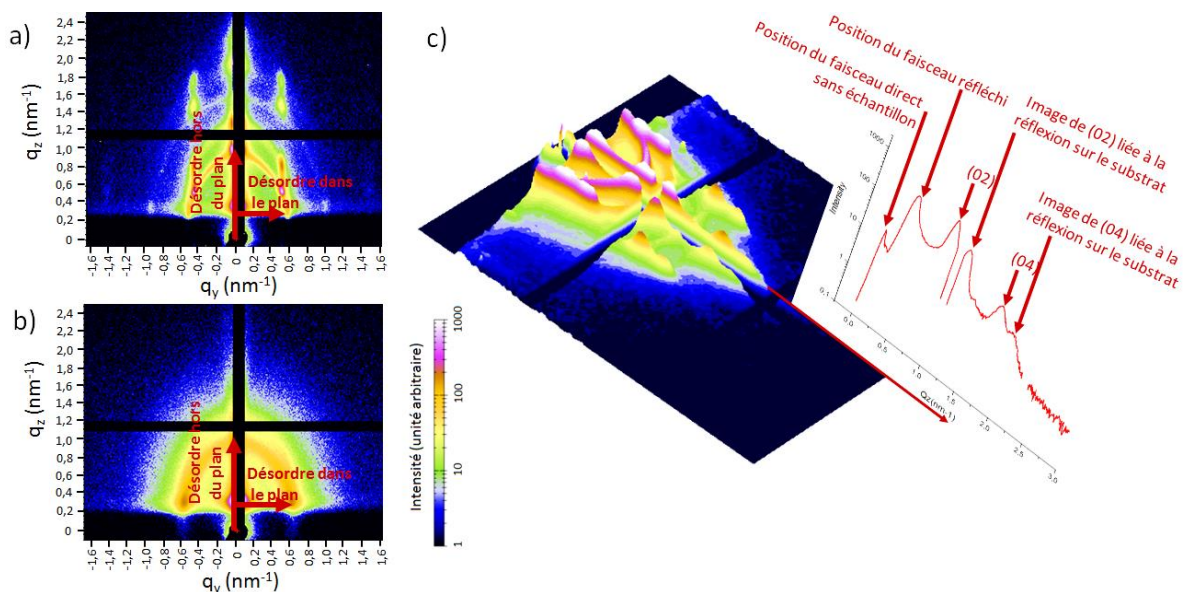 a)
2,4
2,2
2,0
1,8
1,6
1,4
1,2
1,0
0,8
0,6
0,4
0,2
0
qz (nm-1)
Désordre hors
du plan
Désordre dans
le plan
1,6 1,4 1,2 1,0 0,8 0,6 0,4 0,2 0 0,2 0,4 0,6 0,8 1,0 1,2 1,4 1,6
qy (nm-1)
b)
2,4
2,2
2,0
1,8
1,6
1,4
1,2
1,0
0,8
0,6
0,4
0,2
0
qz (nm-1)
Désordre hors
du plan
Désordre dans
le plan
1,6 1,4 1,2 1,0 0,8 0,6 0,4 0,2 0 0,2 0,4 0,6 0,8 1,0 1,2 1,4 1,6
qy (nm-1)
c)
Position du faisceau direct
sans échantillon
Position du faisceau réfléchi
Image de (02) liée à la
réflexion sur le substrat
(02)
Image de (04) liée à la
réflexion sur le substrat
(04)
Intensité (unité arbitraire)
1000
100
10
1
Intensity
1000
100
10
1
0,1
0.0 0.5 1.0 1.5 2.0 2.5 3.0
Qz(nm-1)